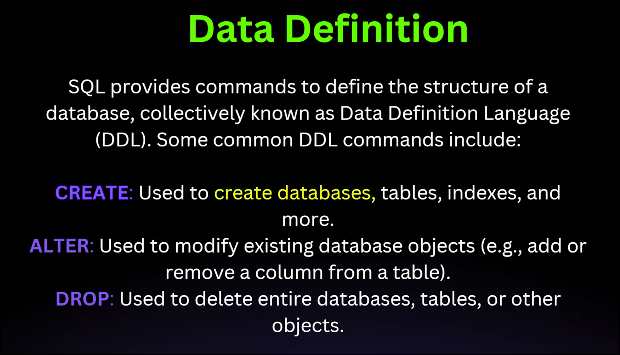 Data Definition
SQL provides commands to define the structure of a
database, collectively known as Data Definition Language
(DDL). Some common DDL commands include:
CREATE: Used to create databases, tables, indexes, and
more.
ALTER: Used to modify existing database objects (e.g., add or
remove a column from a table).
DROP: Used to delete entire databases, tables, or other
objects.